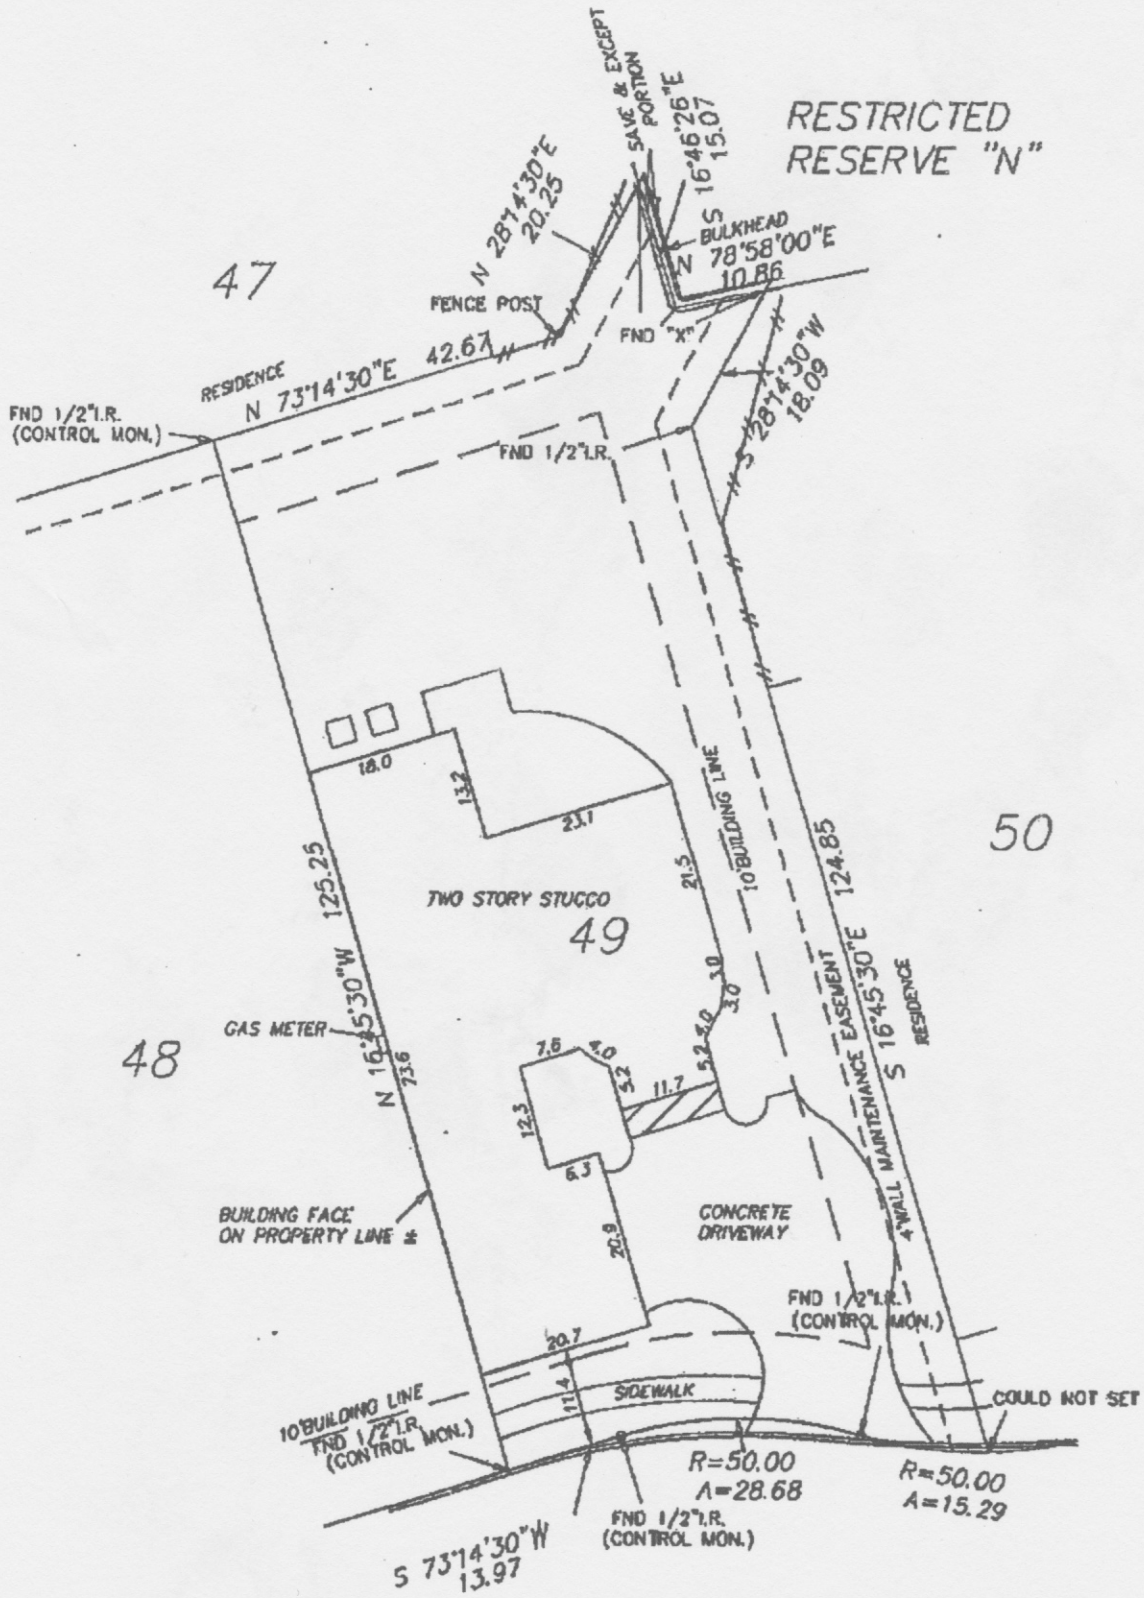 SAVE & EXCEPT
PORTION
S 16°46'26"E
15.07
RESTRICTED
RESERVE "N"
N 28°14'30"E
20.25
BULKHEAD
N 78°58'00"E
10.86
47
FENCE POST
FND "X"
RESIDENCE
N 73°14'30"E 42.67
S 28°14'30"W
18.09
FND 1/2"I.R.
(CONTROL MON.)
FND 1/2"I.R.
18.0
13.2
23.1
10'BUILDING LINE
21.5
50
125.25
N 16°45'30"W
TWO STORY STUCCO
49
124.85
S 16°45'30"E
RESIDENCE
3.0
3.0
4.0
5.2
GAS METER
23.6
48
7.6
4.0
5.2
11.7
12.3
6.3
4'WALL MAINTENANCE EASEMENT
BUILDING FACE
ON PROPERTY LINE ±
20.9
CONCRETE
DRIVEWAY
FND 1/2"I.R.
(CONTROL MON.)
20.7
11.4
SIDEWALK
COULD NOT SET
10'BUILDING LINE
FND 1/2"I.R.
(CONTROL MON.)
R=50.00
A=28.68
R=50.00
A=15.29
FND 1/2"I.R.
(CONTROL MON.)
S 73°14'30"W
13.97